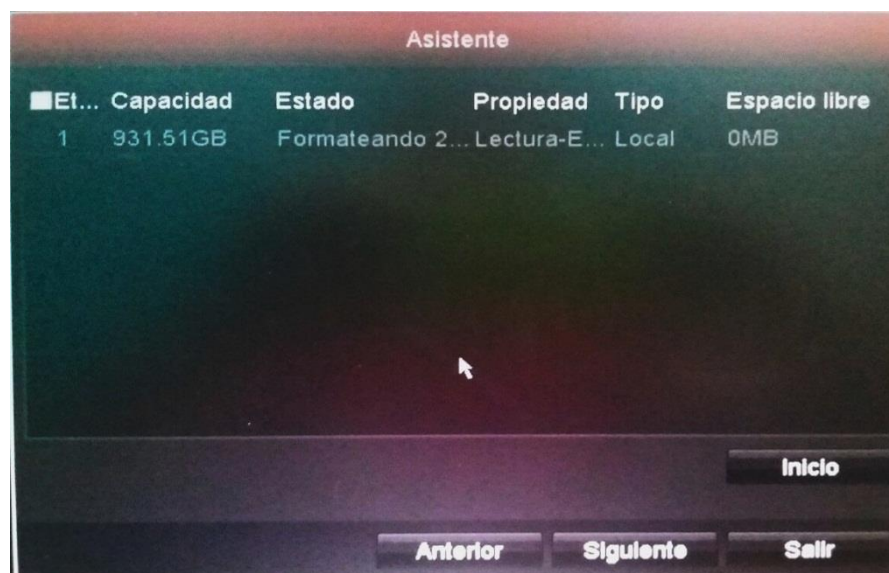 Asistente
Et... Capacidad Estado Propiedad Tipo Espacio libre
1 931.51GB Formateando 2... Lectura-E... Local 0MB
Inicio
Anterior Siguiente Salir